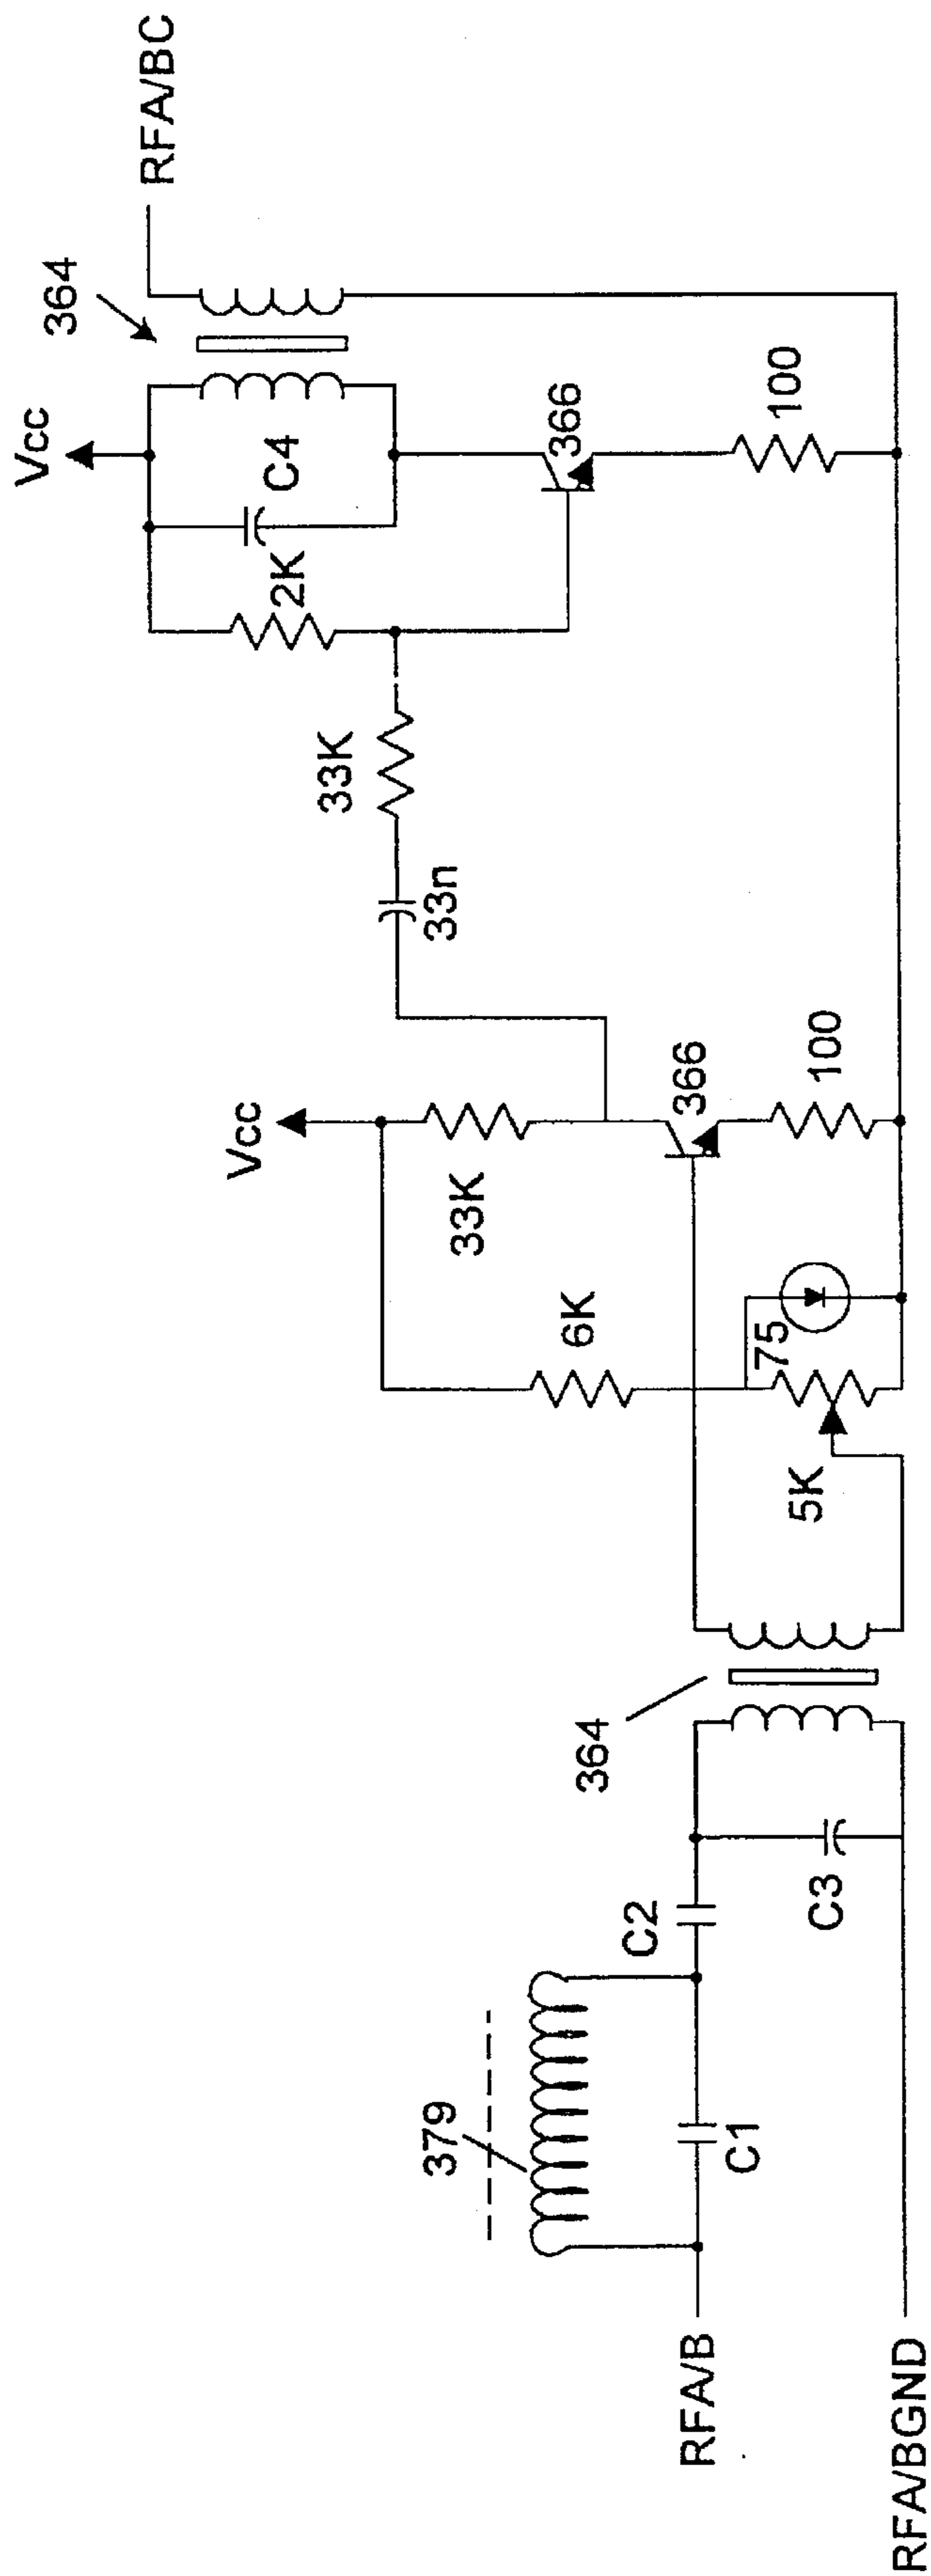 RFA/B
RFA/BGND
379
C1
C2
C3
364
5K
75
6K
33K
Vcc
366
100
33n
33K
2K
C4
Vcc
364
366
100
RFA/BC